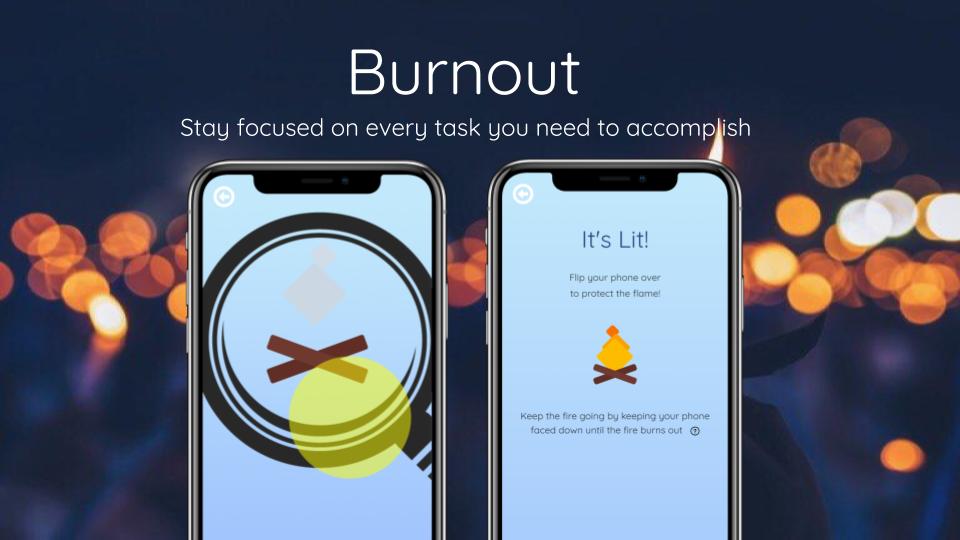 Burnout
Stay focused on every task you need to accomplish
It's Lit!
Flip your phone over
to protect the flame!
Keep the fire going by keeping your phone
faced down until the fire burns out ?